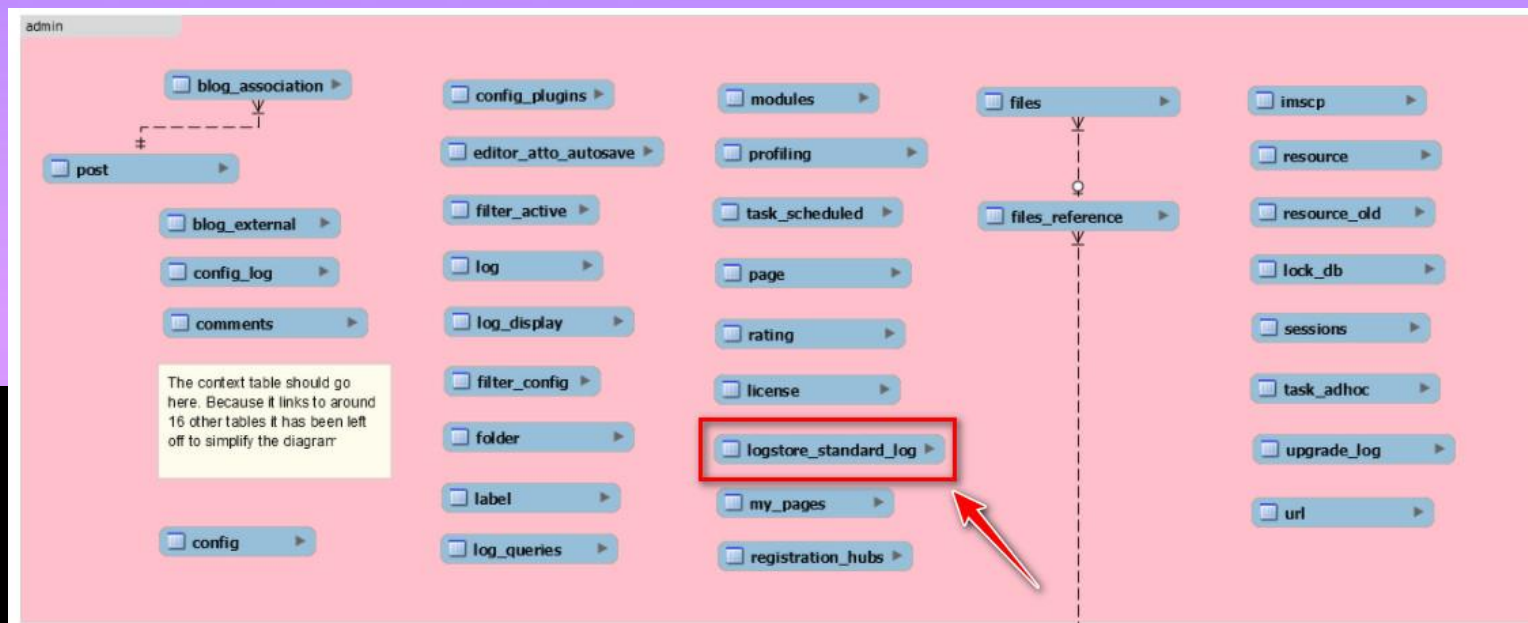 admin
blog_association
post
blog_external
config_log
comments
The context table should go
here. Because it links to around
16 other tables it has been left
off to simplify the diagram
config
config_plugins
editor_atto_autosave
filter_active
log
log_display
filter_config
folder
label
log_queries
modules
profiling
task_scheduled
page
rating
license
logstore_standard_log
my_pages
registration_hubs
files
files_reference
imscp
resource
resource_old
lock_db
sessions
task_adhoc
upgrade_log
url